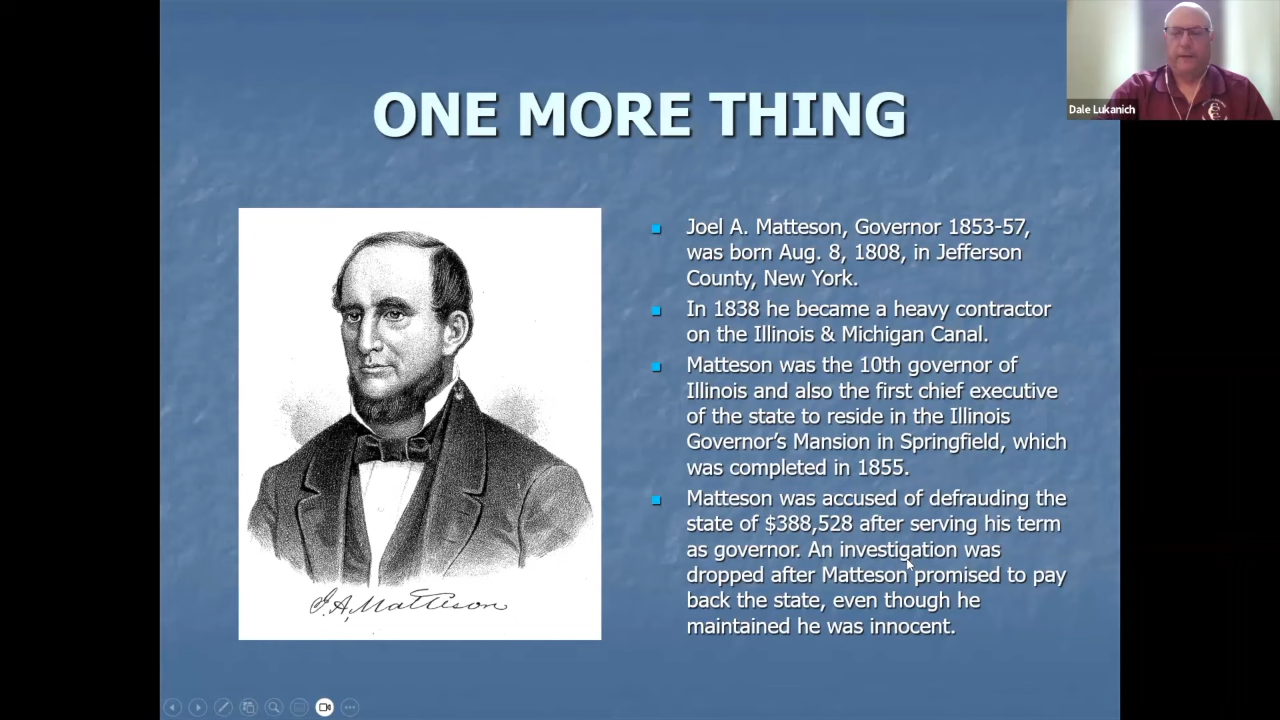 ONE MORE THING
Dale Lukanich
Joel A. Matteson, Governor 1853-57,
was born Aug. 8, 1808, in Jefferson
County, New York.
In 1838 he became a heavy contractor
on the Illinois & Michigan Canal.
Matteson was the 10th governor of
Illinois and also the first chief executive
of the state to reside in the Illinois
Governor's Mansion in Springfield, which
was completed in 1855.
Matteson was accused of defrauding the
state of $388,528 after serving his term
as governor. An investigation was
dropped after Matteson promised to pay
back the state, even though he
maintained he was innocent.
J.A. Matteson